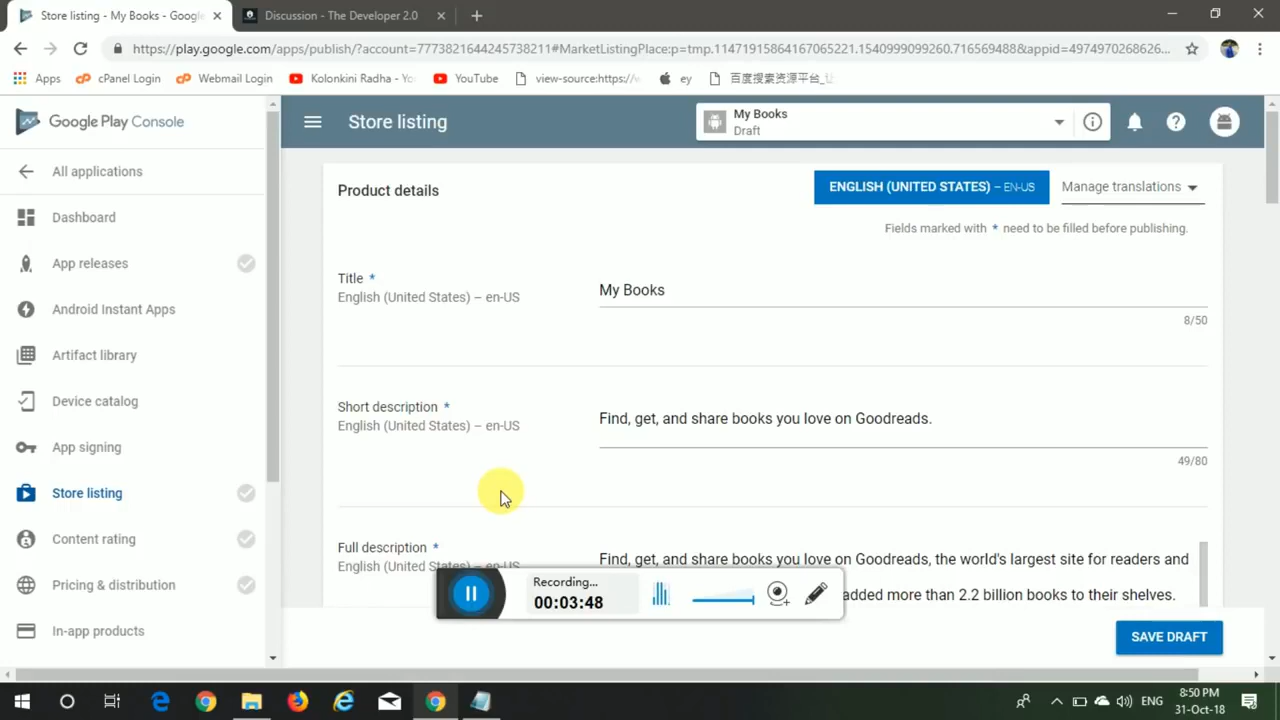 Store listing - My Books - Googl
Discussion - The Developer 2.0
https://play.google.com/apps/publish/?account=7773821644245738211#MarketListingPlace:p=tmp.11471915864167065221.1540999099260.716569488&appid=4974970268626...
Apps
cPanel Login
Webmail Login
Kolonkini Radha - Yo
YouTube
view-source:https://w
ey
百度搜索资源平台_让
Google Play Console
Store listing
My Books
Draft
All applications
Dashboard
App releases
Android Instant Apps
Artifact library
Device catalog
App signing
Store listing
Content rating
Pricing & distribution
In-app products
Product details
ENGLISH (UNITED STATES) – EN-US
Manage translations
Fields marked with * need to be filled before publishing.
Title *
English (United States) – en-US
My Books
8/50
Short description *
English (United States) – en-US
Find, get, and share books you love on Goodreads.
49/80
Full description *
English (United States) – en-US
Find, get, and share books you love on Goodreads, the world's largest site for readers and
added more than 2.2 billion books to their shelves.
Recording...
00:03:48
SAVE DRAFT
ENG
8:50 PM
31-Oct-18